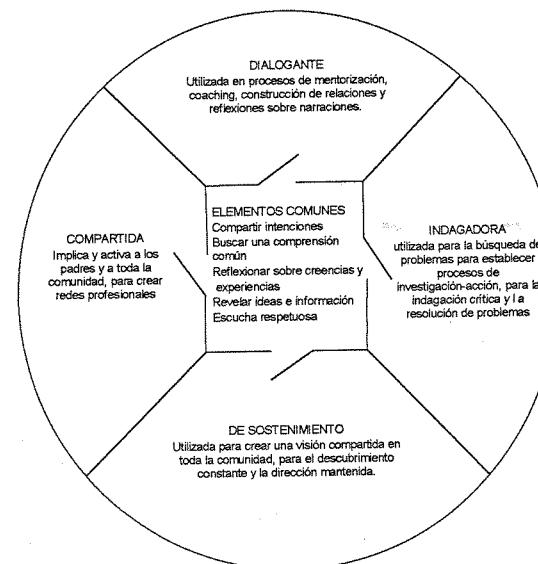 DIALOGANTE
Utilizada en procesos de mentorización,
coaching, construcción de relaciones y
reflexiones sobre narraciones.
COMPARTIDA
Implica y activa a los
padres y a toda la
comunidad, para crear
redes profesionales
ELEMENTOS COMUNES
Compartir intenciones
Buscar una comprensión
común
Reflexionar sobre creencias y
experiencias
Revelar ideas e información
Escucha respetuosa
INDAGADORA
utilizada para la búsqueda de
problemas para establecer
procesos de
investigación-acción, para la
indagación crítica y l a
resolución de problemas
DE SOSTENIMIENTO
Utilizada para crear una visión compartida en
toda la comunidad, para el descubrimiento
constante y la dirección mantenida.